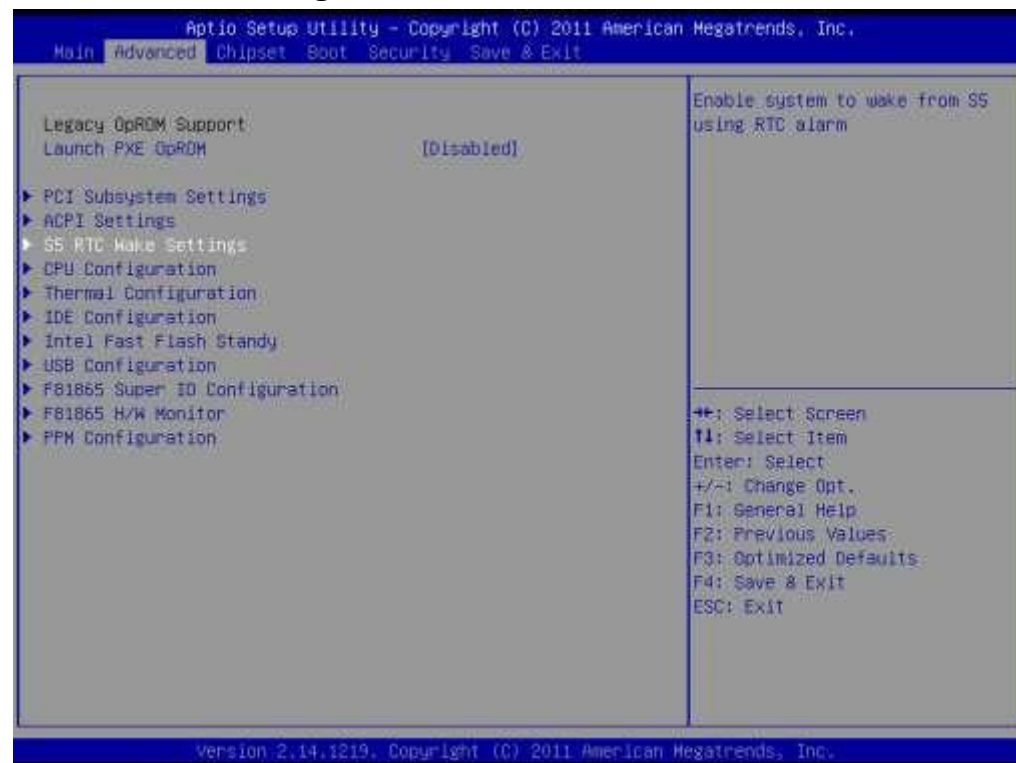 Aptio Setup Utility - Copyright (C) 2011 American Megatrends, Inc.
Main Advanced Chipset Boot Security Save & Exit
Legacy OpROM Support
Launch PXE OpROM [Disabled]
▶ PCI Subsystem Settings
▶ ACPI Settings
▶ S5 RTC Wake Settings
▶ CPU Configuration
▶ Thermal Configuration
▶ IDE Configuration
▶ Intel Fast Flash Standy
▶ USB Configuration
▶ F81865 Super IO Configuration
▶ F81865 H/W Monitor
▶ PPM Configuration
Enable system to wake from S5
using RTC alarm
→←: Select Screen
↑↓: Select Item
Enter: Select
+/-: Change Opt.
F1: General Help
F2: Previous Values
F3: Optimized Defaults
F4: Save & Exit
ESC: Exit
Version 2.14.1219. Copyright (C) 2011 American Megatrends, Inc.